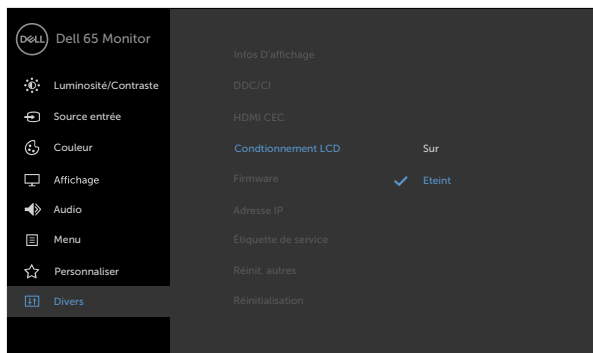 DELL
Dell 65 Monitor
Luminosité/Contraste
Source entrée
Couleur
Affichage
Audio
Menu
Personnaliser
Divers
Infos D'affichage
DDC/CI
HDMI CEC
Condtionnement LCD
Sur
Firmware
Eteint
Adresse IP
Étiquette de service
Réinit. autres
Réinitialisation